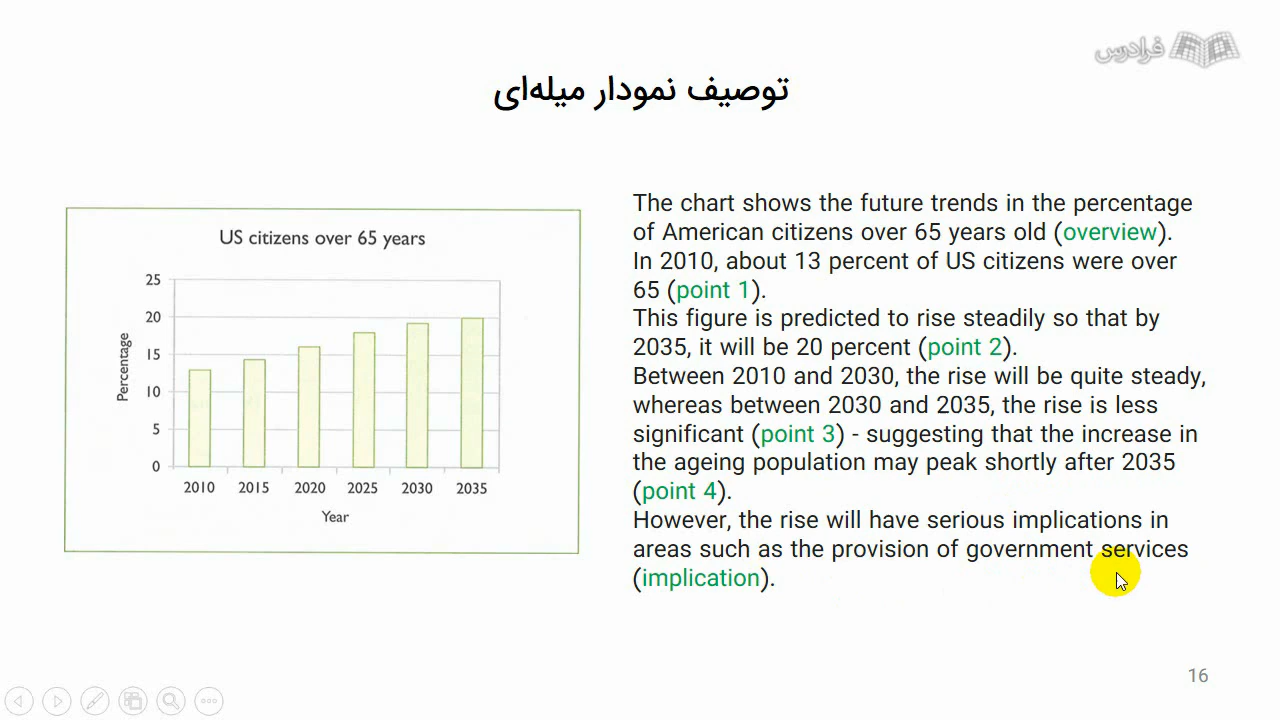 فرادرس
توصیف نمودار میله‌ای
US citizens over 65 years
25
20
15
10
5
0
Percentage
2010 2015 2020 2025 2030 2035
Year
The chart shows the future trends in the percentage
of American citizens over 65 years old (overview).
In 2010, about 13 percent of US citizens were over
65 (point 1).
This figure is predicted to rise steadily so that by
2035, it will be 20 percent (point 2).
Between 2010 and 2030, the rise will be quite steady,
whereas between 2030 and 2035, the rise is less
significant (point 3) - suggesting that the increase in
the ageing population may peak shortly after 2035
(point 4).
However, the rise will have serious implications in
areas such as the provision of government services
(implication).
16